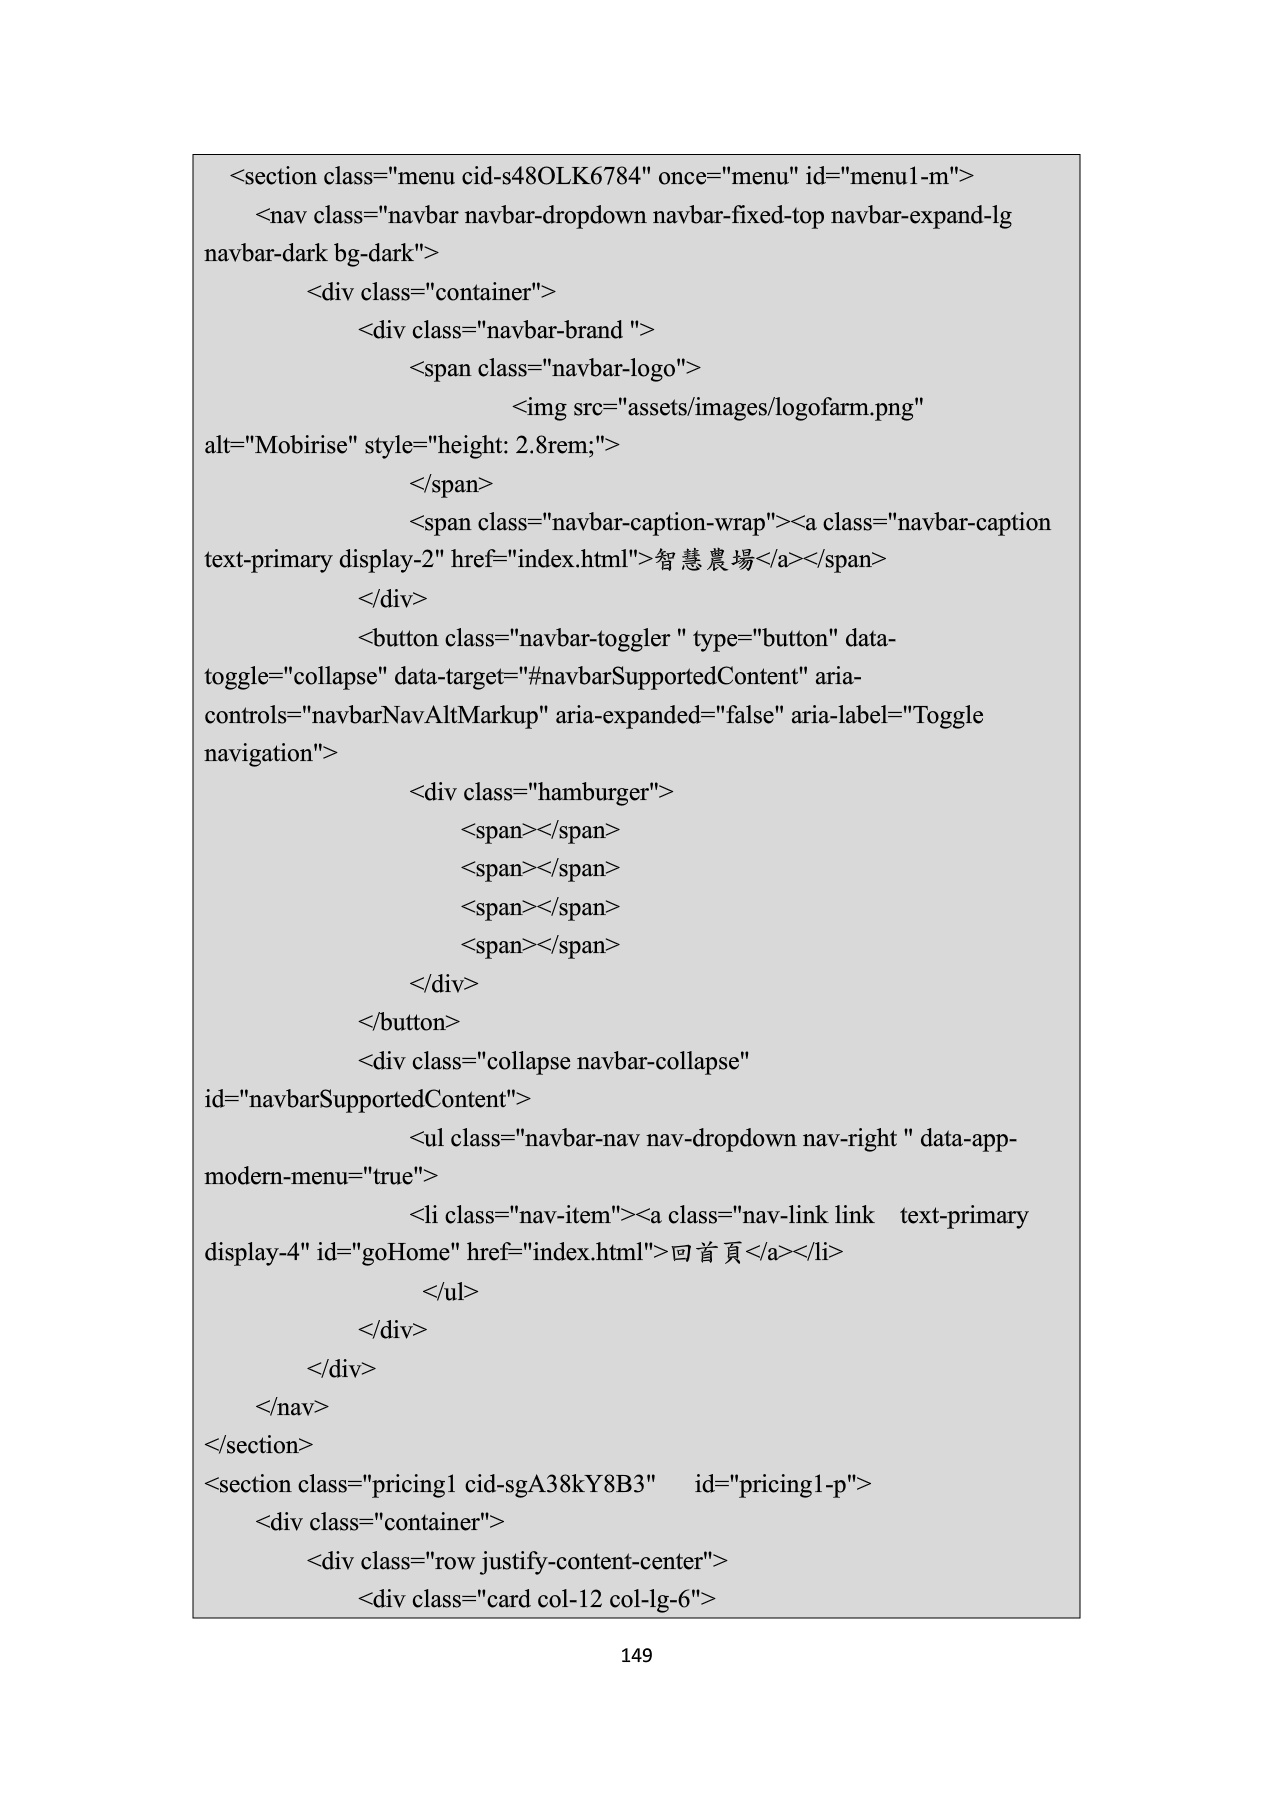 <section class="menu cid-s48OLK6784" once="menu" id="menu1-m">
<nav class="navbar navbar-dropdown navbar-fixed-top navbar-expand-lg
navbar-dark bg-dark">
<div class="container">
<div class="navbar-brand ">
<span class="navbar-logo">
<img src="assets/images/logofarm.png"
alt="Mobirise" style="height: 2.8rem;">
</span>
<span class="navbar-caption-wrap"><a class="navbar-caption
text-primary display-2" href="index.html">智慧農場</a></span>
</div>
<button class="navbar-toggler " type="button" data-
toggle="collapse" data-target="#navbarSupportedContent" aria-
controls="navbarNavAltMarkup" aria-expanded="false" aria-label="Toggle
navigation">
<div class="hamburger">
<span></span>
<span></span>
<span></span>
<span></span>
</div>
</button>
<div class="collapse navbar-collapse"
id="navbarSupportedContent">
<ul class="navbar-nav nav-dropdown nav-right " data-app-
modern-menu="true">
<li class="nav-item"><a class="nav-link link    text-primary
display-4" id="goHome" href="index.html">回首頁</a></li>
</ul>
</div>
</div>
</nav>
</section>
<section class="pricing1 cid-sgA38kY8B3"      id="pricing1-p">
<div class="container">
<div class="row justify-content-center">
<div class="card col-12 col-lg-6">
149